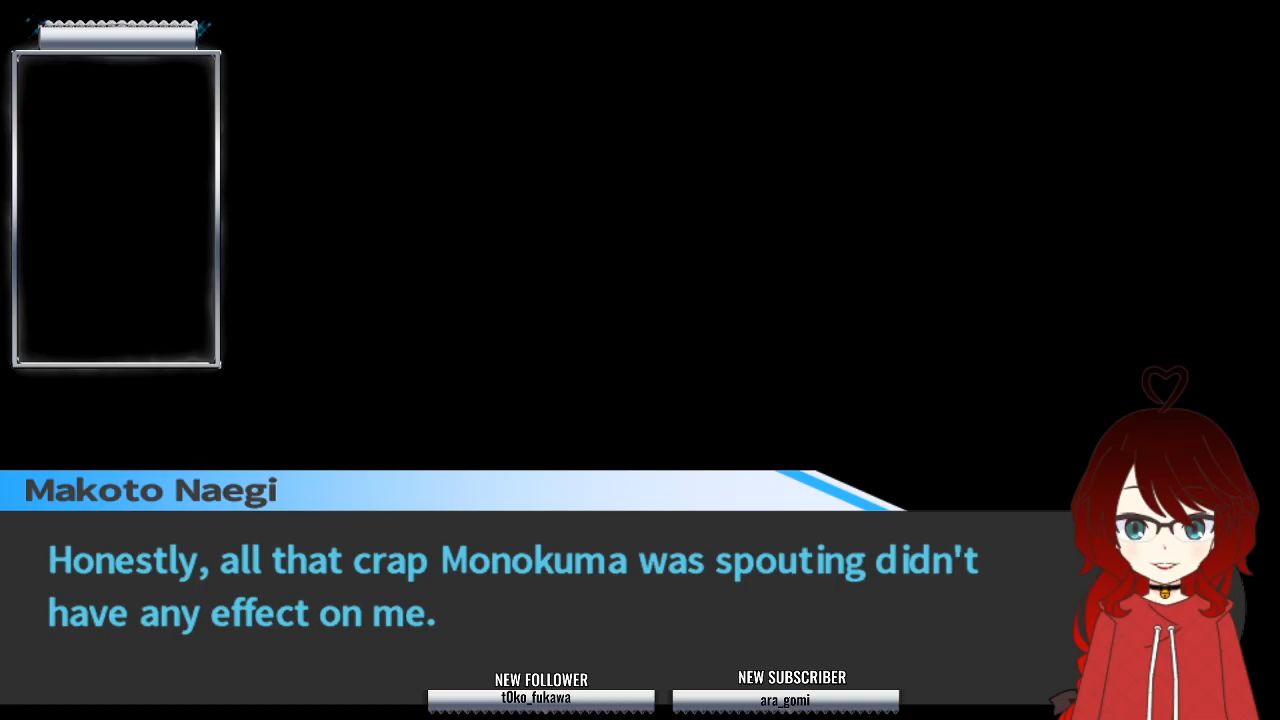 Makoto Naegi
Honestly, all that crap Monokuma was spouting didn't
have any effect on me.
NEW FOLLOWER
t0ko_fukawa
NEW SUBSCRIBER
ara_gomi